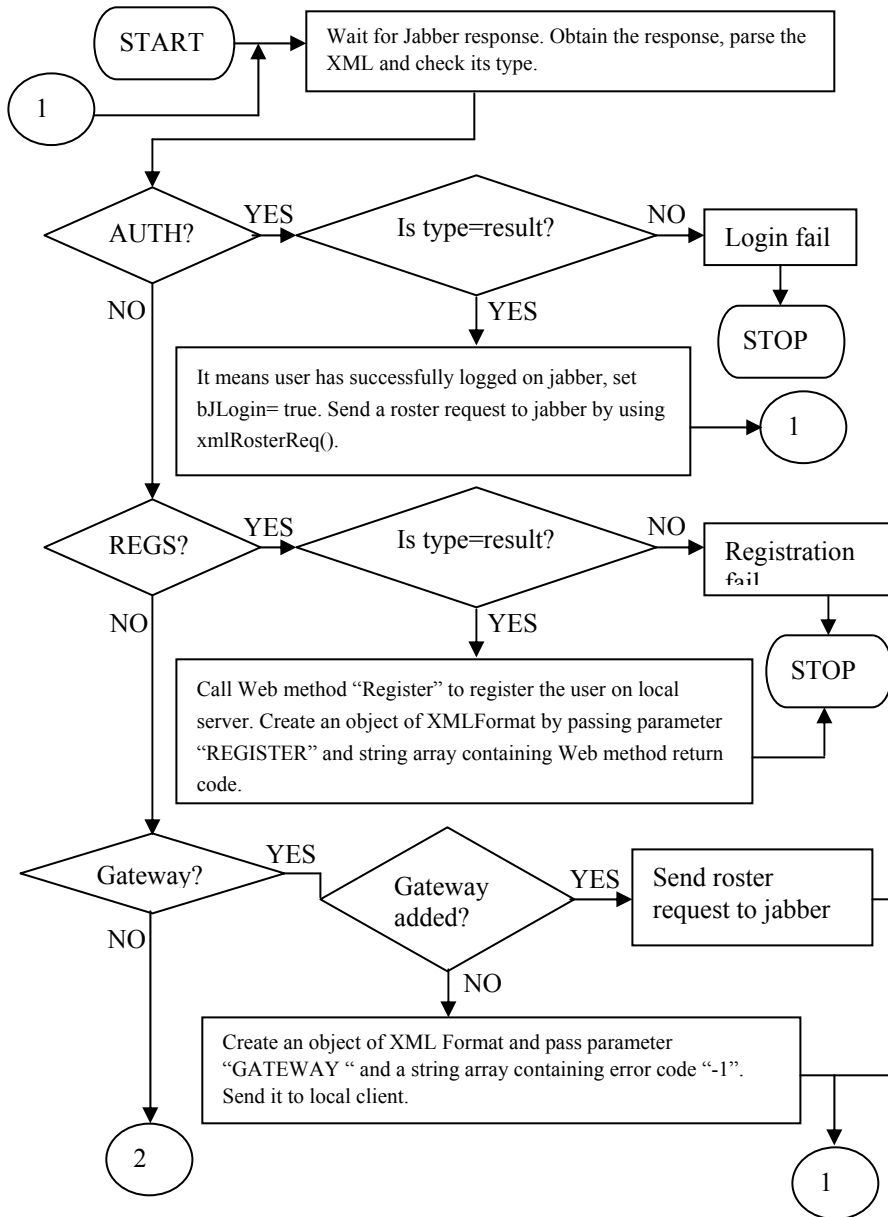 START
Wait for Jabber response. Obtain the response, parse the
XML and check its type.
1
AUTH?
YES
Is type=result?
NO
Login fail
NO
YES
STOP
It means user has successfully logged on jabber, set
bJLogin= true. Send a roster request to jabber by using
xmlRosterReq().
1
REGS?
YES
Is type=result?
NO
Registration
fail
NO
YES
STOP
Call Web method “Register” to register the user on local
server. Create an object of XMLFormat by passing parameter
“REGISTER” and string array containing Web method return
code.
Gateway?
YES
Gateway
added?
YES
Send roster
request to jabber
NO
NO
Create an object of XML Format and pass parameter
“GATEWAY “ and a string array containing error code “-1”.
Send it to local client.
2
1